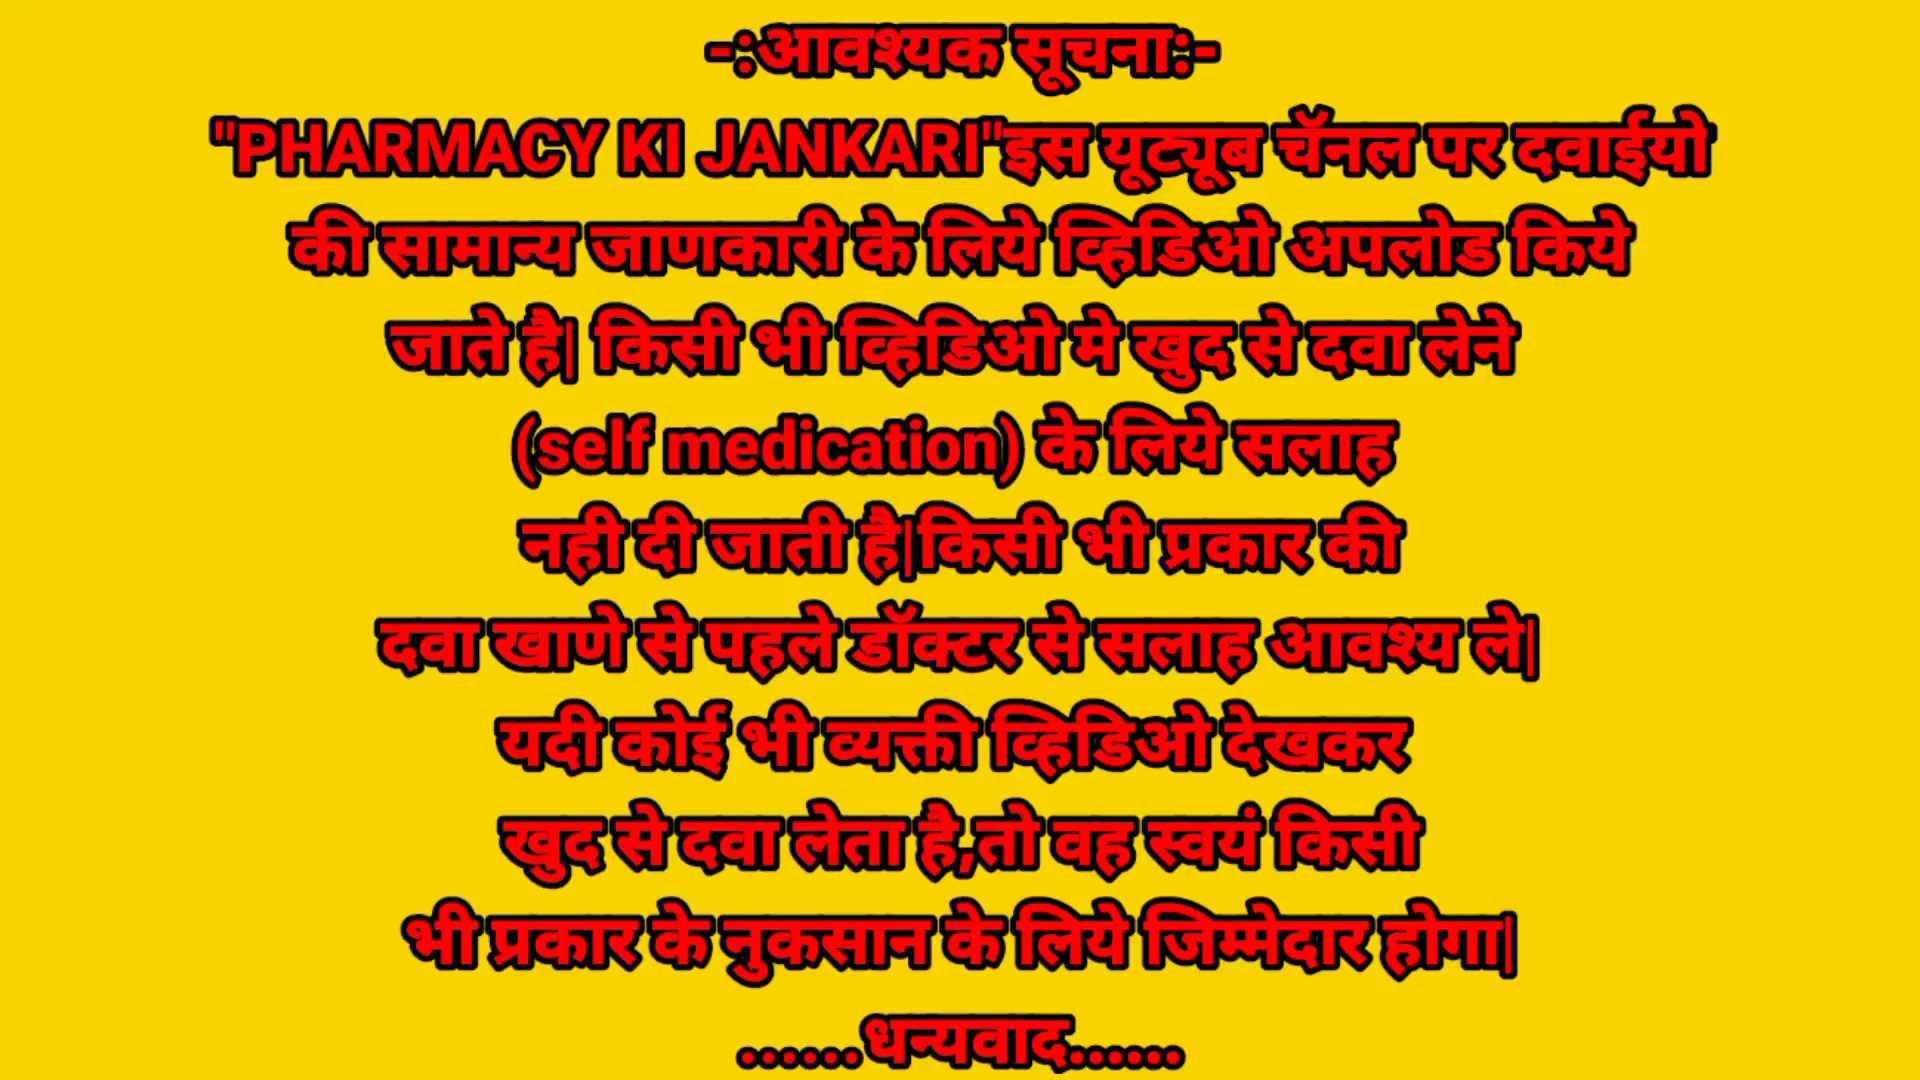 -:आवश्यक सूचना:-
"PHARMACY KI JANKARI"इस यूट्यूब चॅनल पर दवाईयो
की सामान्य जाणकारी के लिये व्हिडिओ अपलोड किये
जाते है| किसी भी व्हिडिओ मे खुद से दवा लेने
(self medication) के लिये सलाह
नही दी जाती है|किसी भी प्रकार की
दवा खाणे से पहले डॉक्टर से सलाह आवश्य ले|
यदी कोई भी व्यक्ती व्हिडिओ देखकर
खुद से दवा लेता है,तो वह स्वयं किसी
भी प्रकार के नुकसान के लिये जिम्मेदार होगा|
......धन्यवाद......